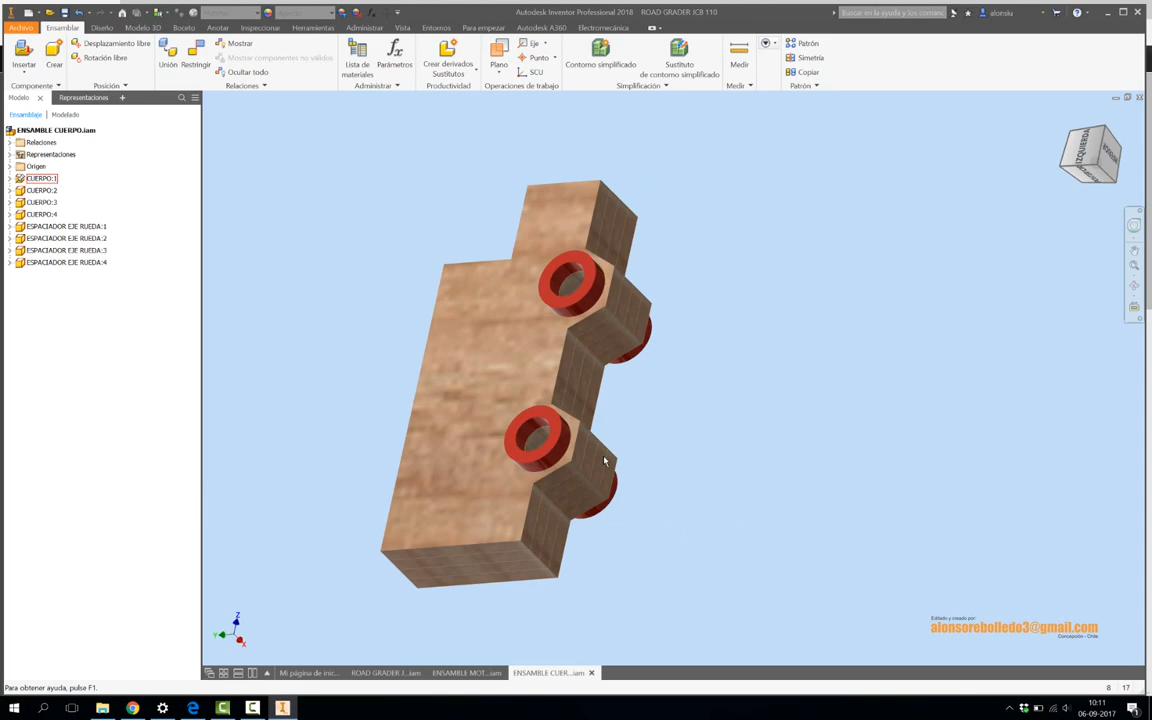 Autodesk Inventor Professional 2018 ROAD GRADER JCB 110
Buscar en la ayuda y los comanc
alonsiu
Archivo Ensamblar Diseño Modelo 3D Boceto Anotar Inspeccionar Herramientas Administrar Vista Entornos Para empezar Autodesk A360 Electromecánica
Insertar
Crear
Desplazamiento libre
Rotación libre
Unión Restringir
Mostrar
Mostrar componentes no válidos
Ocultar todo
Lista de
materiales
Parámetros
Crear derivados
Sustitutos
Plano
Eje
Punto
SCU
Contorno simplificado
Sustituto
de contorno simplificado
Medir
Patrón
Simetría
Copiar
Componente Posición Relaciones Administrar Productividad Operaciones de trabajo Simplificación Medir Patrón
Modelo Representaciones
Ensamblaje Modelado
ENSAMBLE CUERPO.iam
Relaciones
Representaciones
Origen
CUERPO:1
CUERPO:2
CUERPO:3
CUERPO:4
ESPACIADOR EJE RUEDA:1
ESPACIADOR EJE RUEDA:2
ESPACIADOR EJE RUEDA:3
ESPACIADOR EJE RUEDA:4
IZQUIERDA
Z
Y
X
Editado y creado por:
alonsorebolledo3@gmail.com
Concepción - Chile
Mi página de inic... ROAD GRADER J...iam ENSAMBLE MOT...iam ENSAMBLE CUER...iam
Para obtener ayuda, pulse F1.
8 17
10:11
06-09-2017